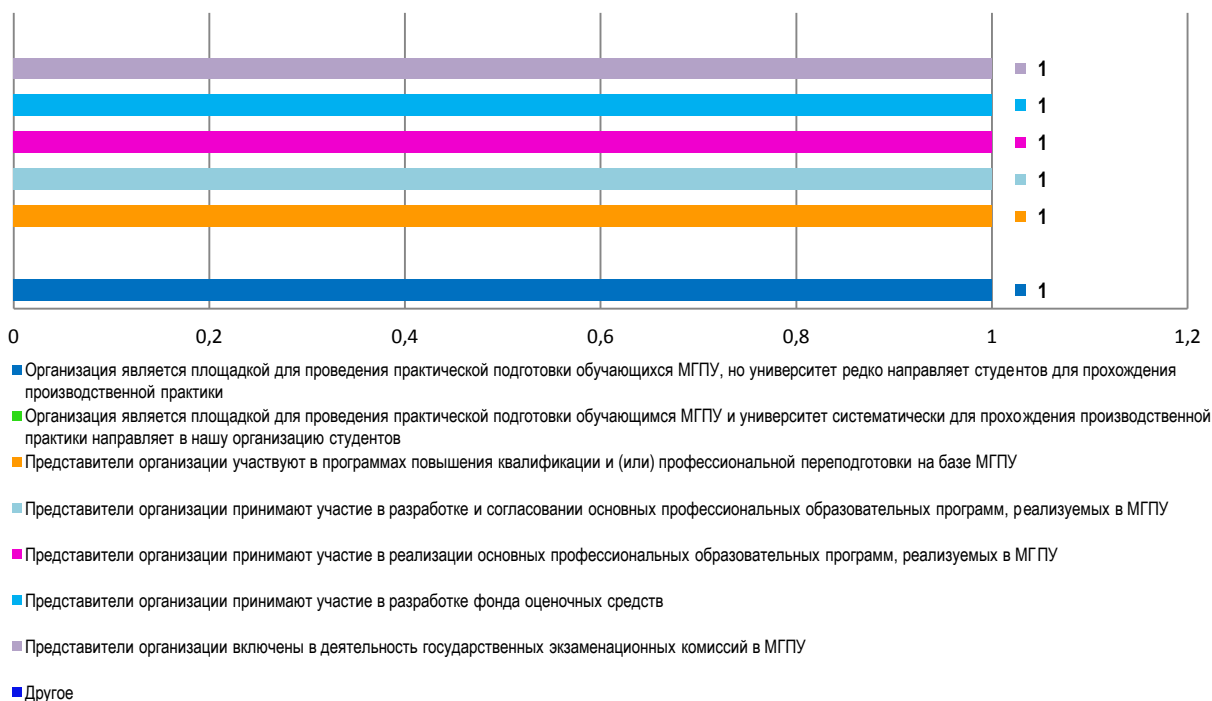 1
1
1
1
1
1
0 0,2 0,4 0,6 0,8 1 1,2
Организация является площадкой для проведения практической подготовки обучающихся МГПУ, но университет редко направляет студентов для прохождения
производственной практики
Организация является площадкой для проведения практической подготовки обучающимся МГПУ и университет систематически для прохождения производственной
практики направляет в нашу организацию студентов
Представители организации участвуют в программах повышения квалификации и (или) профессиональной переподготовки на базе МГПУ
Представители организации принимают участие в разработке и согласовании основных профессиональных образовательных программ, реализуемых в МГПУ
Представители организации принимают участие в реализации основных профессиональных образовательных программ, реализуемых в МГПУ
Представители организации принимают участие в разработке фонда оценочных средств
Представители организации включены в деятельность государственных экзаменационных комиссий в МГПУ
Другое